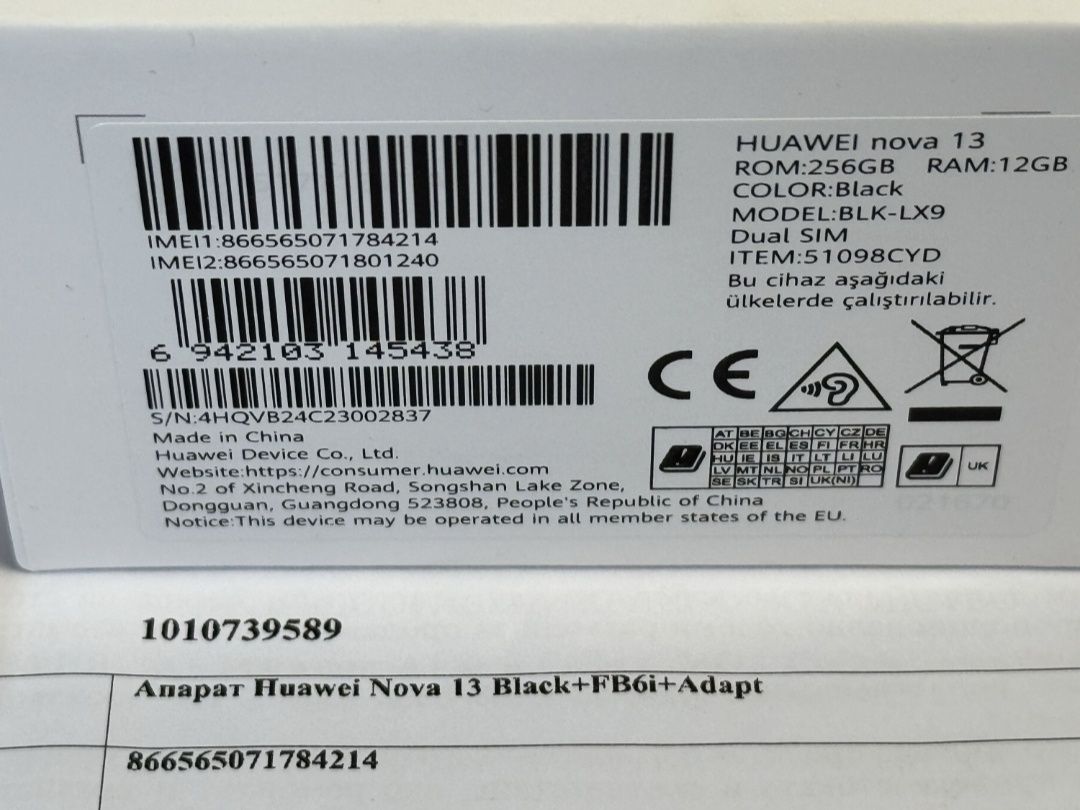 IMEI1:866565071784214
IMEI2:866565071801240
6 942103 145438
S/N:4HQVB24C23002837
Made in China
Huawei Device Co., Ltd.
Website:https://consumer.huawei.com
No.2 of Xincheng Road, Songshan Lake Zone,
Dongguan, Guangdong 523808, People's Republic of China
Notice:This device may be operated in all member states of the EU.
HUAWEI nova 13
ROM:256GB RAM:12GB
COLOR:Black
MODEL:BLK-LX9
Dual SIM
ITEM:51098CYD
Bu cihaz aşağıdaki
ülkelerde çalıştırılabilir.
CE
AT BE BG CH CY CZ DE
DK EE EL ES FI FR HR
HU IE IS IT LT LI LU
LV MT NL NO PL PT RO
SE SK TR SI UK(NI)
UK
021670
1010739589
Апарат Huawei Nova 13 Black+FB6i+Adapt
866565071784214